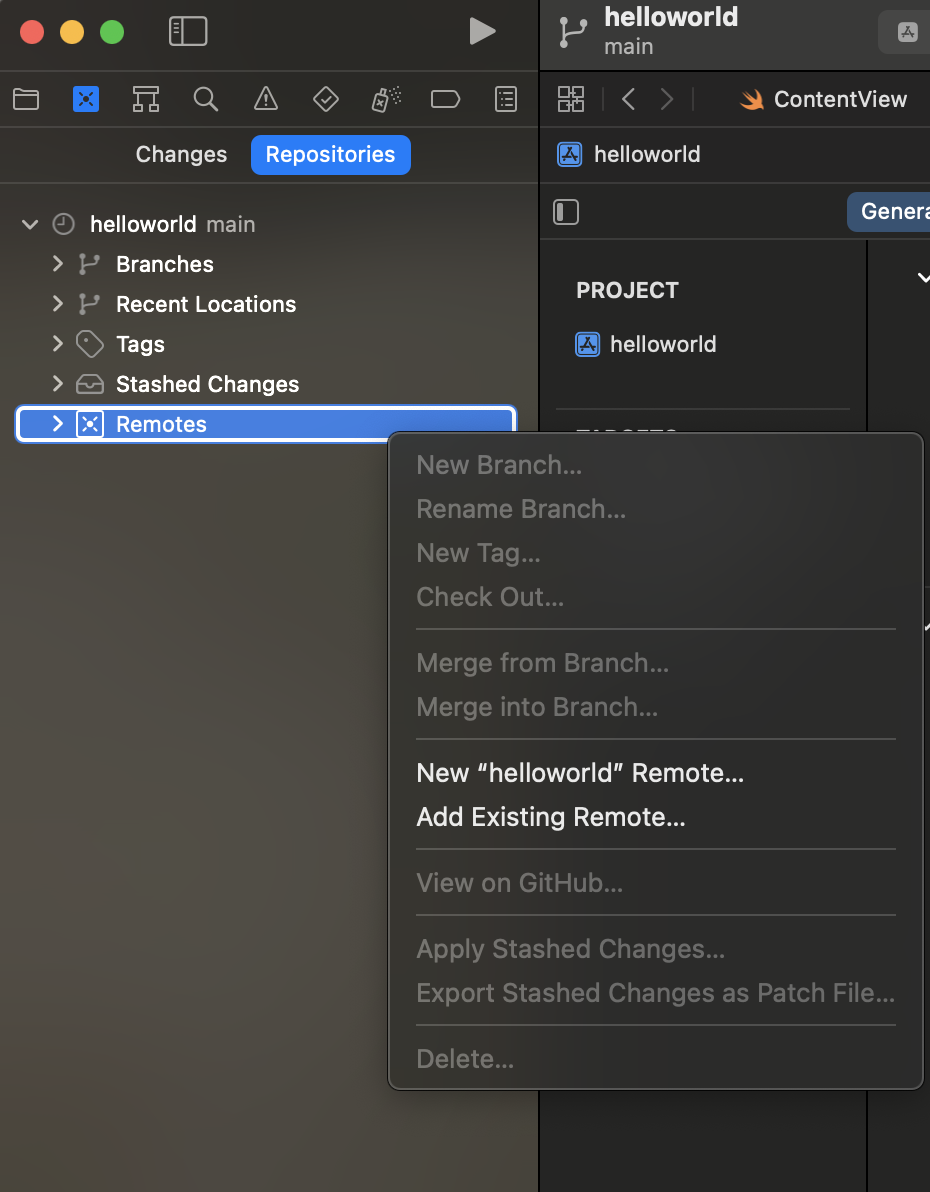 helloworld
main
ContentView
Changes
Repositories
helloworld
helloworld main
Genera
Branches
PROJECT
Recent Locations
Tags
helloworld
Stashed Changes
Remotes
New Branch...
Rename Branch...
New Tag...
Check Out...
Merge from Branch...
Merge into Branch...
New “helloworld” Remote...
Add Existing Remote...
View on GitHub...
Apply Stashed Changes...
Export Stashed Changes as Patch File...
Delete...